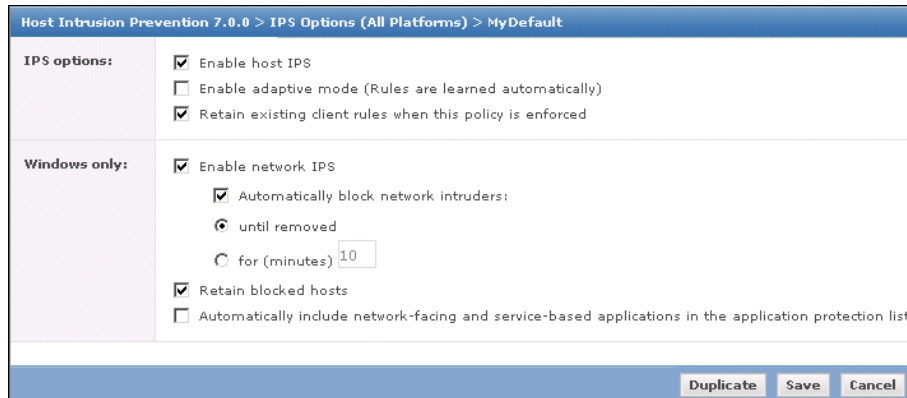 Host Intrusion Prevention 7.0.0 > IPS Options (All Platforms) > MyDefault
IPS options:
Enable host IPS
Enable adaptive mode (Rules are learned automatically)
Retain existing client rules when this policy is enforced
Windows only:
Enable network IPS
Automatically block network intruders:
until removed
for (minutes) 10
Retain blocked hosts
Automatically include network-facing and service-based applications in the application protection list
Duplicate Save Cancel